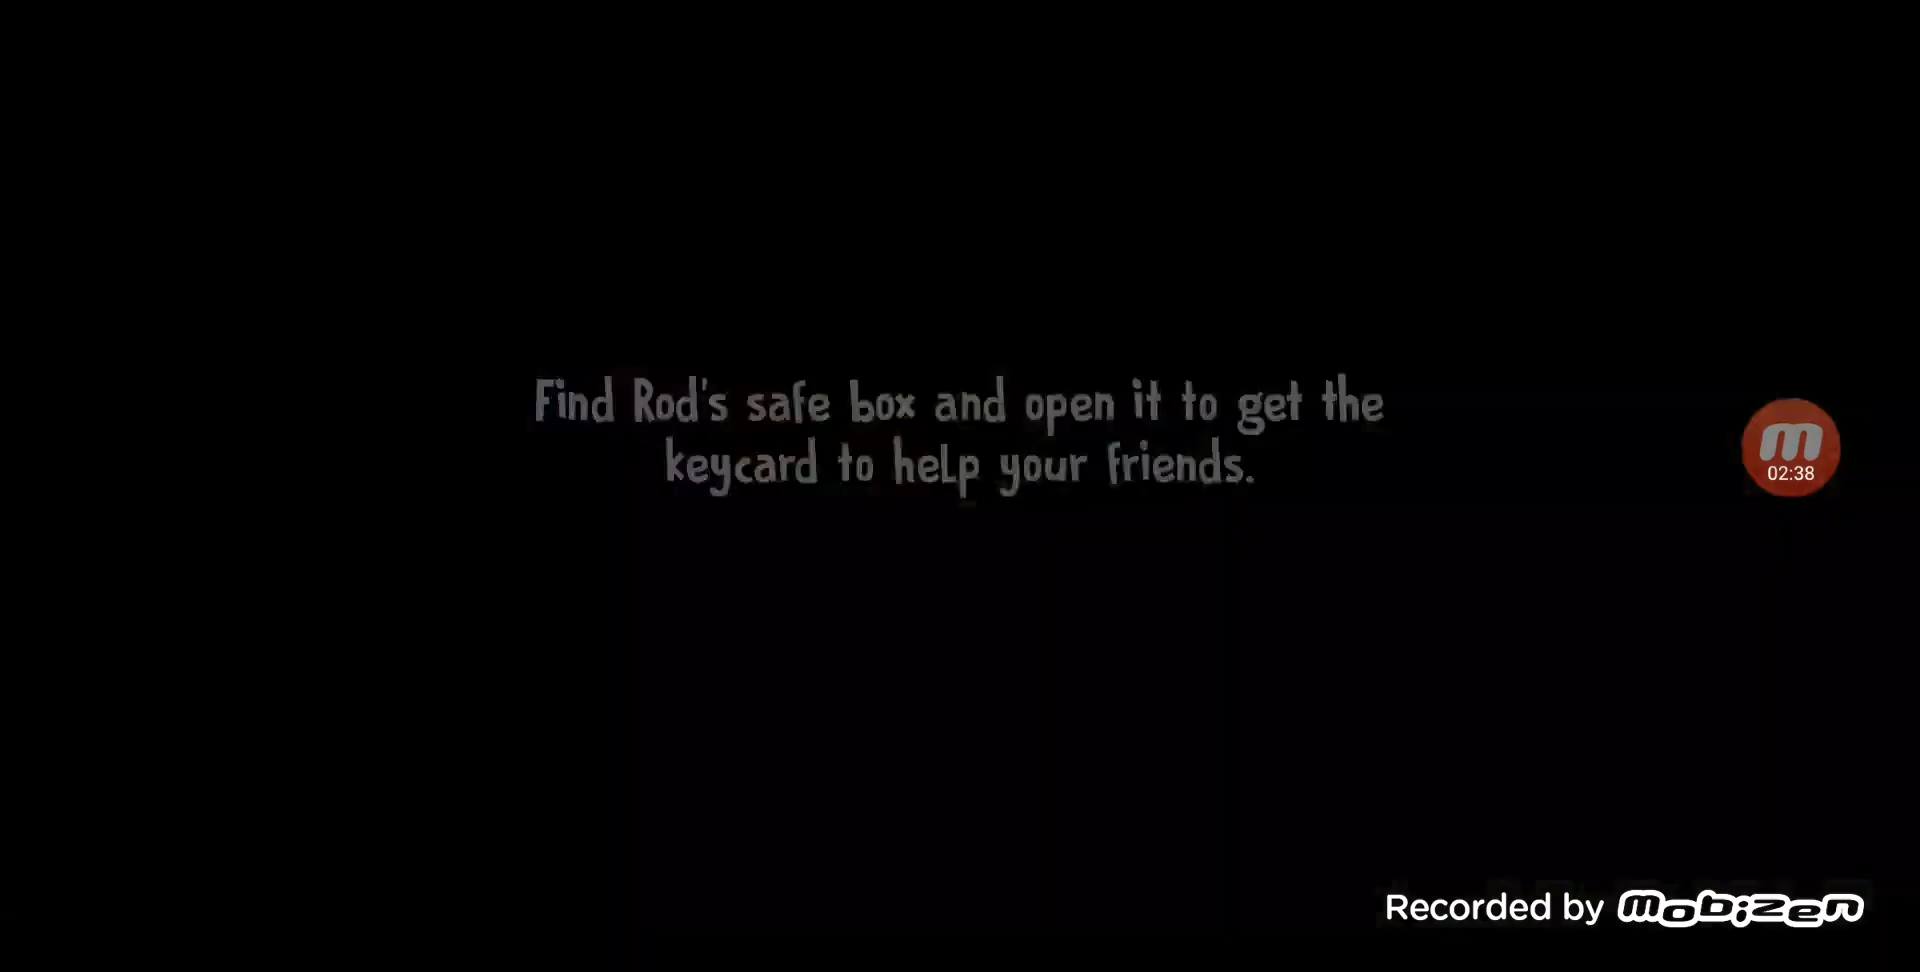 Find Rod's safe box and open it to get the
keycard to help your friends.
m
02:38
Recorded by mobizen